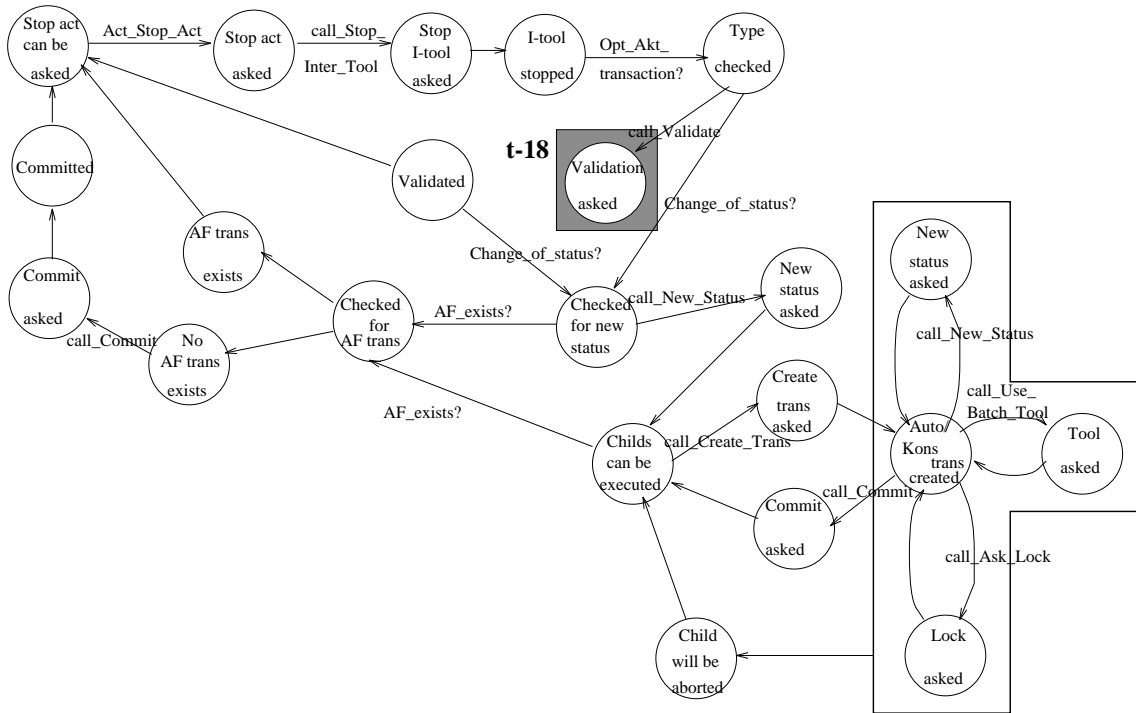 Stop act
can be
asked
Act_Stop_Act
Stop act
asked
call_Stop_
Inter_Tool
Stop
I-tool
asked
I-tool
stopped
Opt_Akt_
transaction?
Type
checked
call_Validate
t-18
Validation
asked
Change_of_status?
Committed
Validated
Change_of_status?
AF trans
exists
New
status
asked
New
status
asked
Commit
asked
call_Commit
No
AF trans
exists
Checked
for
AF trans
AF_exists?
Checked
for new
status
call_New_Status
call_New_Status
AF_exists?
Create
trans
asked
call_Use_
Batch_Tool
Childs
can be
executed
call_Create_Trans
Auto/
Kons
trans
created
Tool
asked
call_Commit
Commit
asked
call_Ask_Lock
Child
will be
aborted
Lock
asked